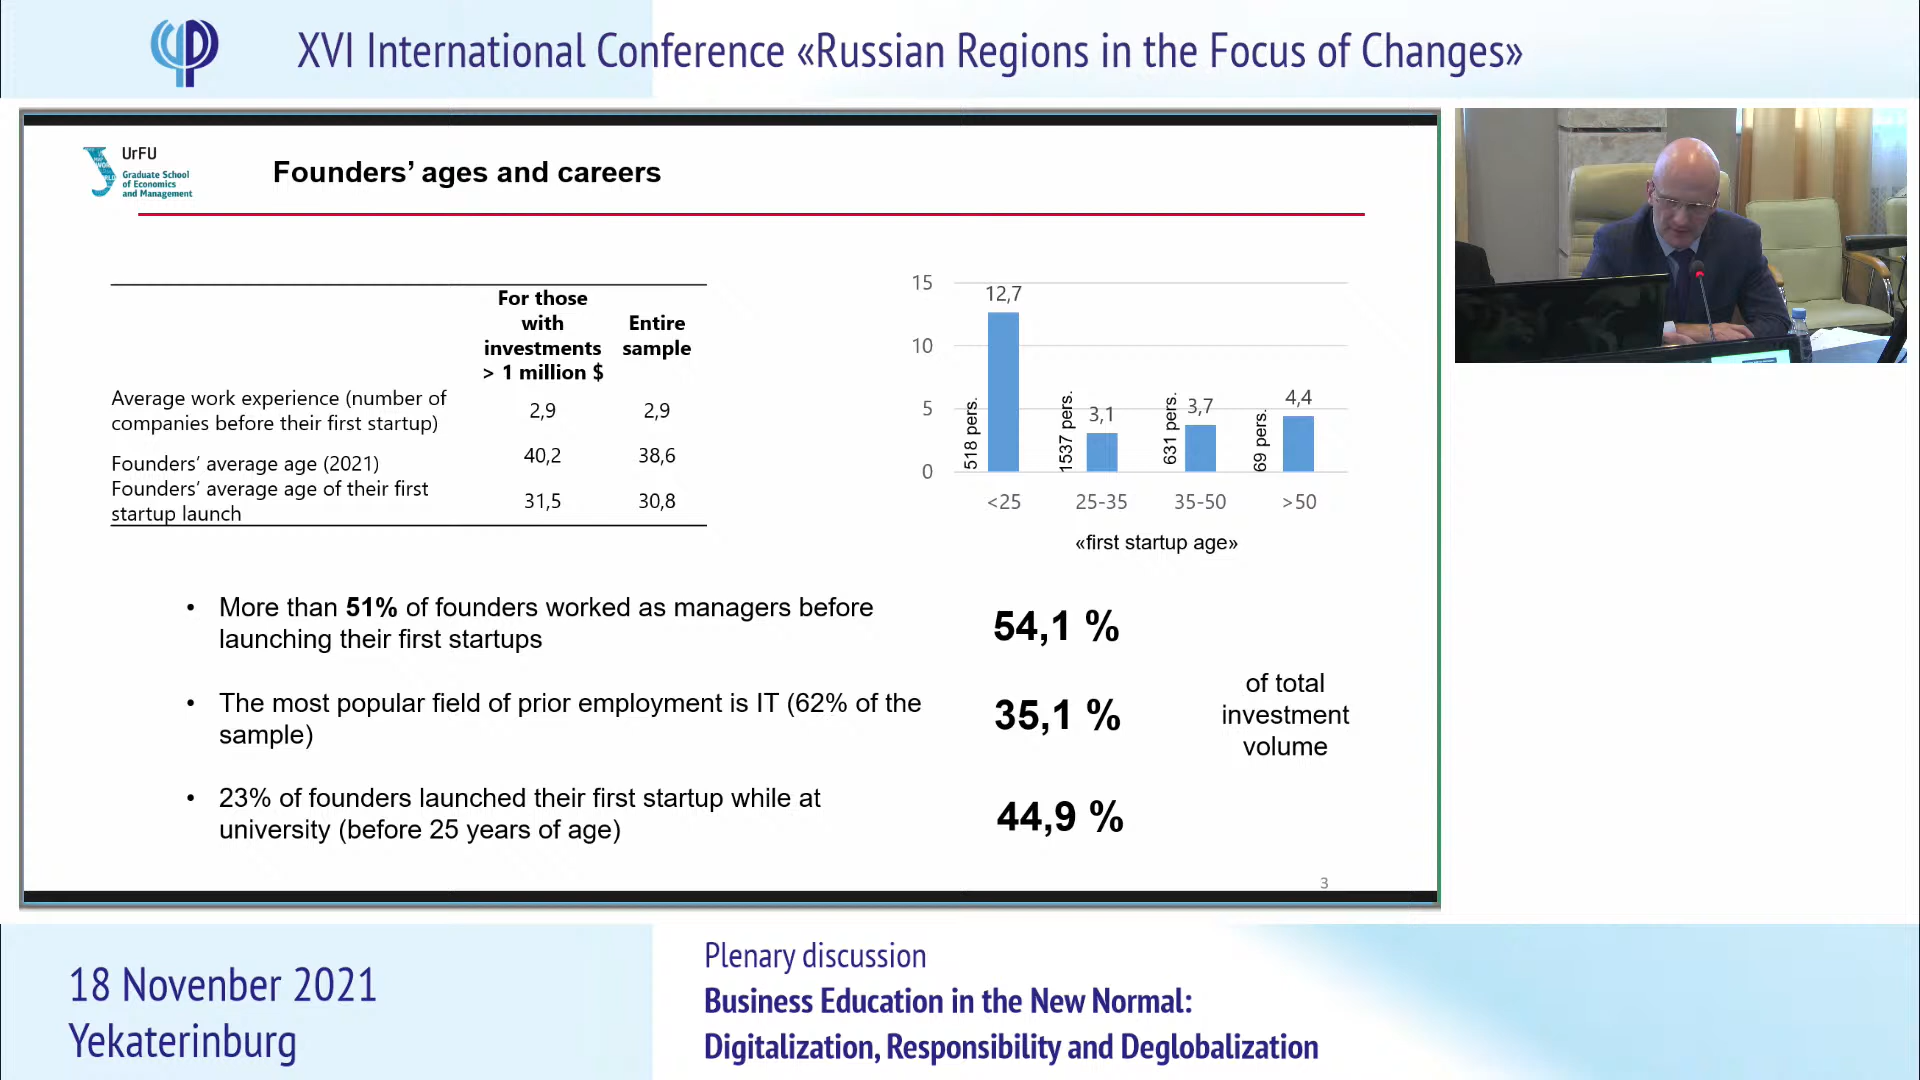 XVI International Conference «Russian Regions in the Focus of Changes»
UrFU
Graduate School
of Economics
and Management
Founders’ ages and careers
For those
with
investments
> 1 million $
Entire
sample
Average work experience (number of
companies before their first startup)
2,9
2,9
Founders’ average age (2021)
40,2
38,6
Founders’ average age of their first
startup launch
31,5
30,8
15
10
5
0
12,7
3,1
3,7
4,4
518 pers.
1537 pers.
631 pers.
69 pers.
<25
25-35
35-50
>50
«first startup age»
• More than 51% of founders worked as managers before
launching their first startups
54,1 %
• The most popular field of prior employment is IT (62% of the
sample)
35,1 %
• 23% of founders launched their first startup while at
university (before 25 years of age)
44,9 %
of total
investment
volume
3
18 Novenber 2021
Yekaterinburg
Plenary discussion
Business Education in the New Normal:
Digitalization, Responsibility and Deglobalization